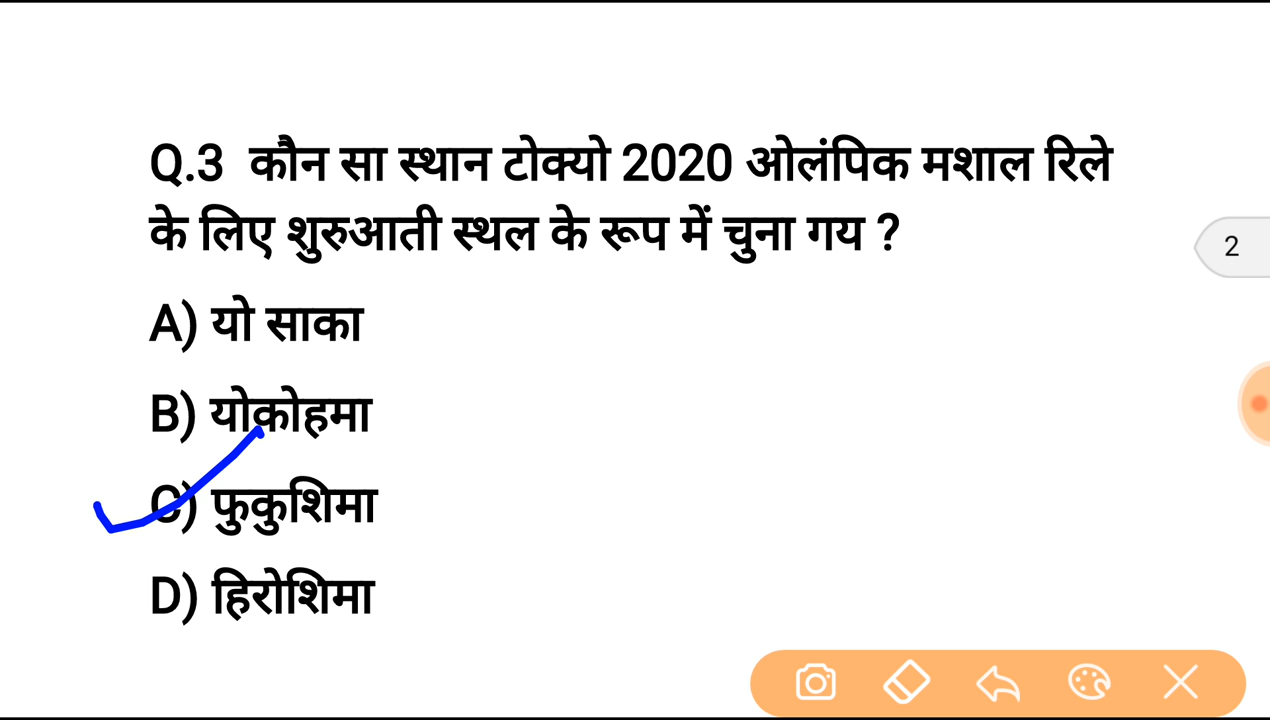 Q.3 कौन सा स्थान टोक्यो 2020 ओलंपिक मशाल रिले
के लिए शुरुआती स्थल के रूप में चुना गय ?
2
A) यो साका
B) योकोहमा
C) फुकुशिमा
D) हिरोशिमा